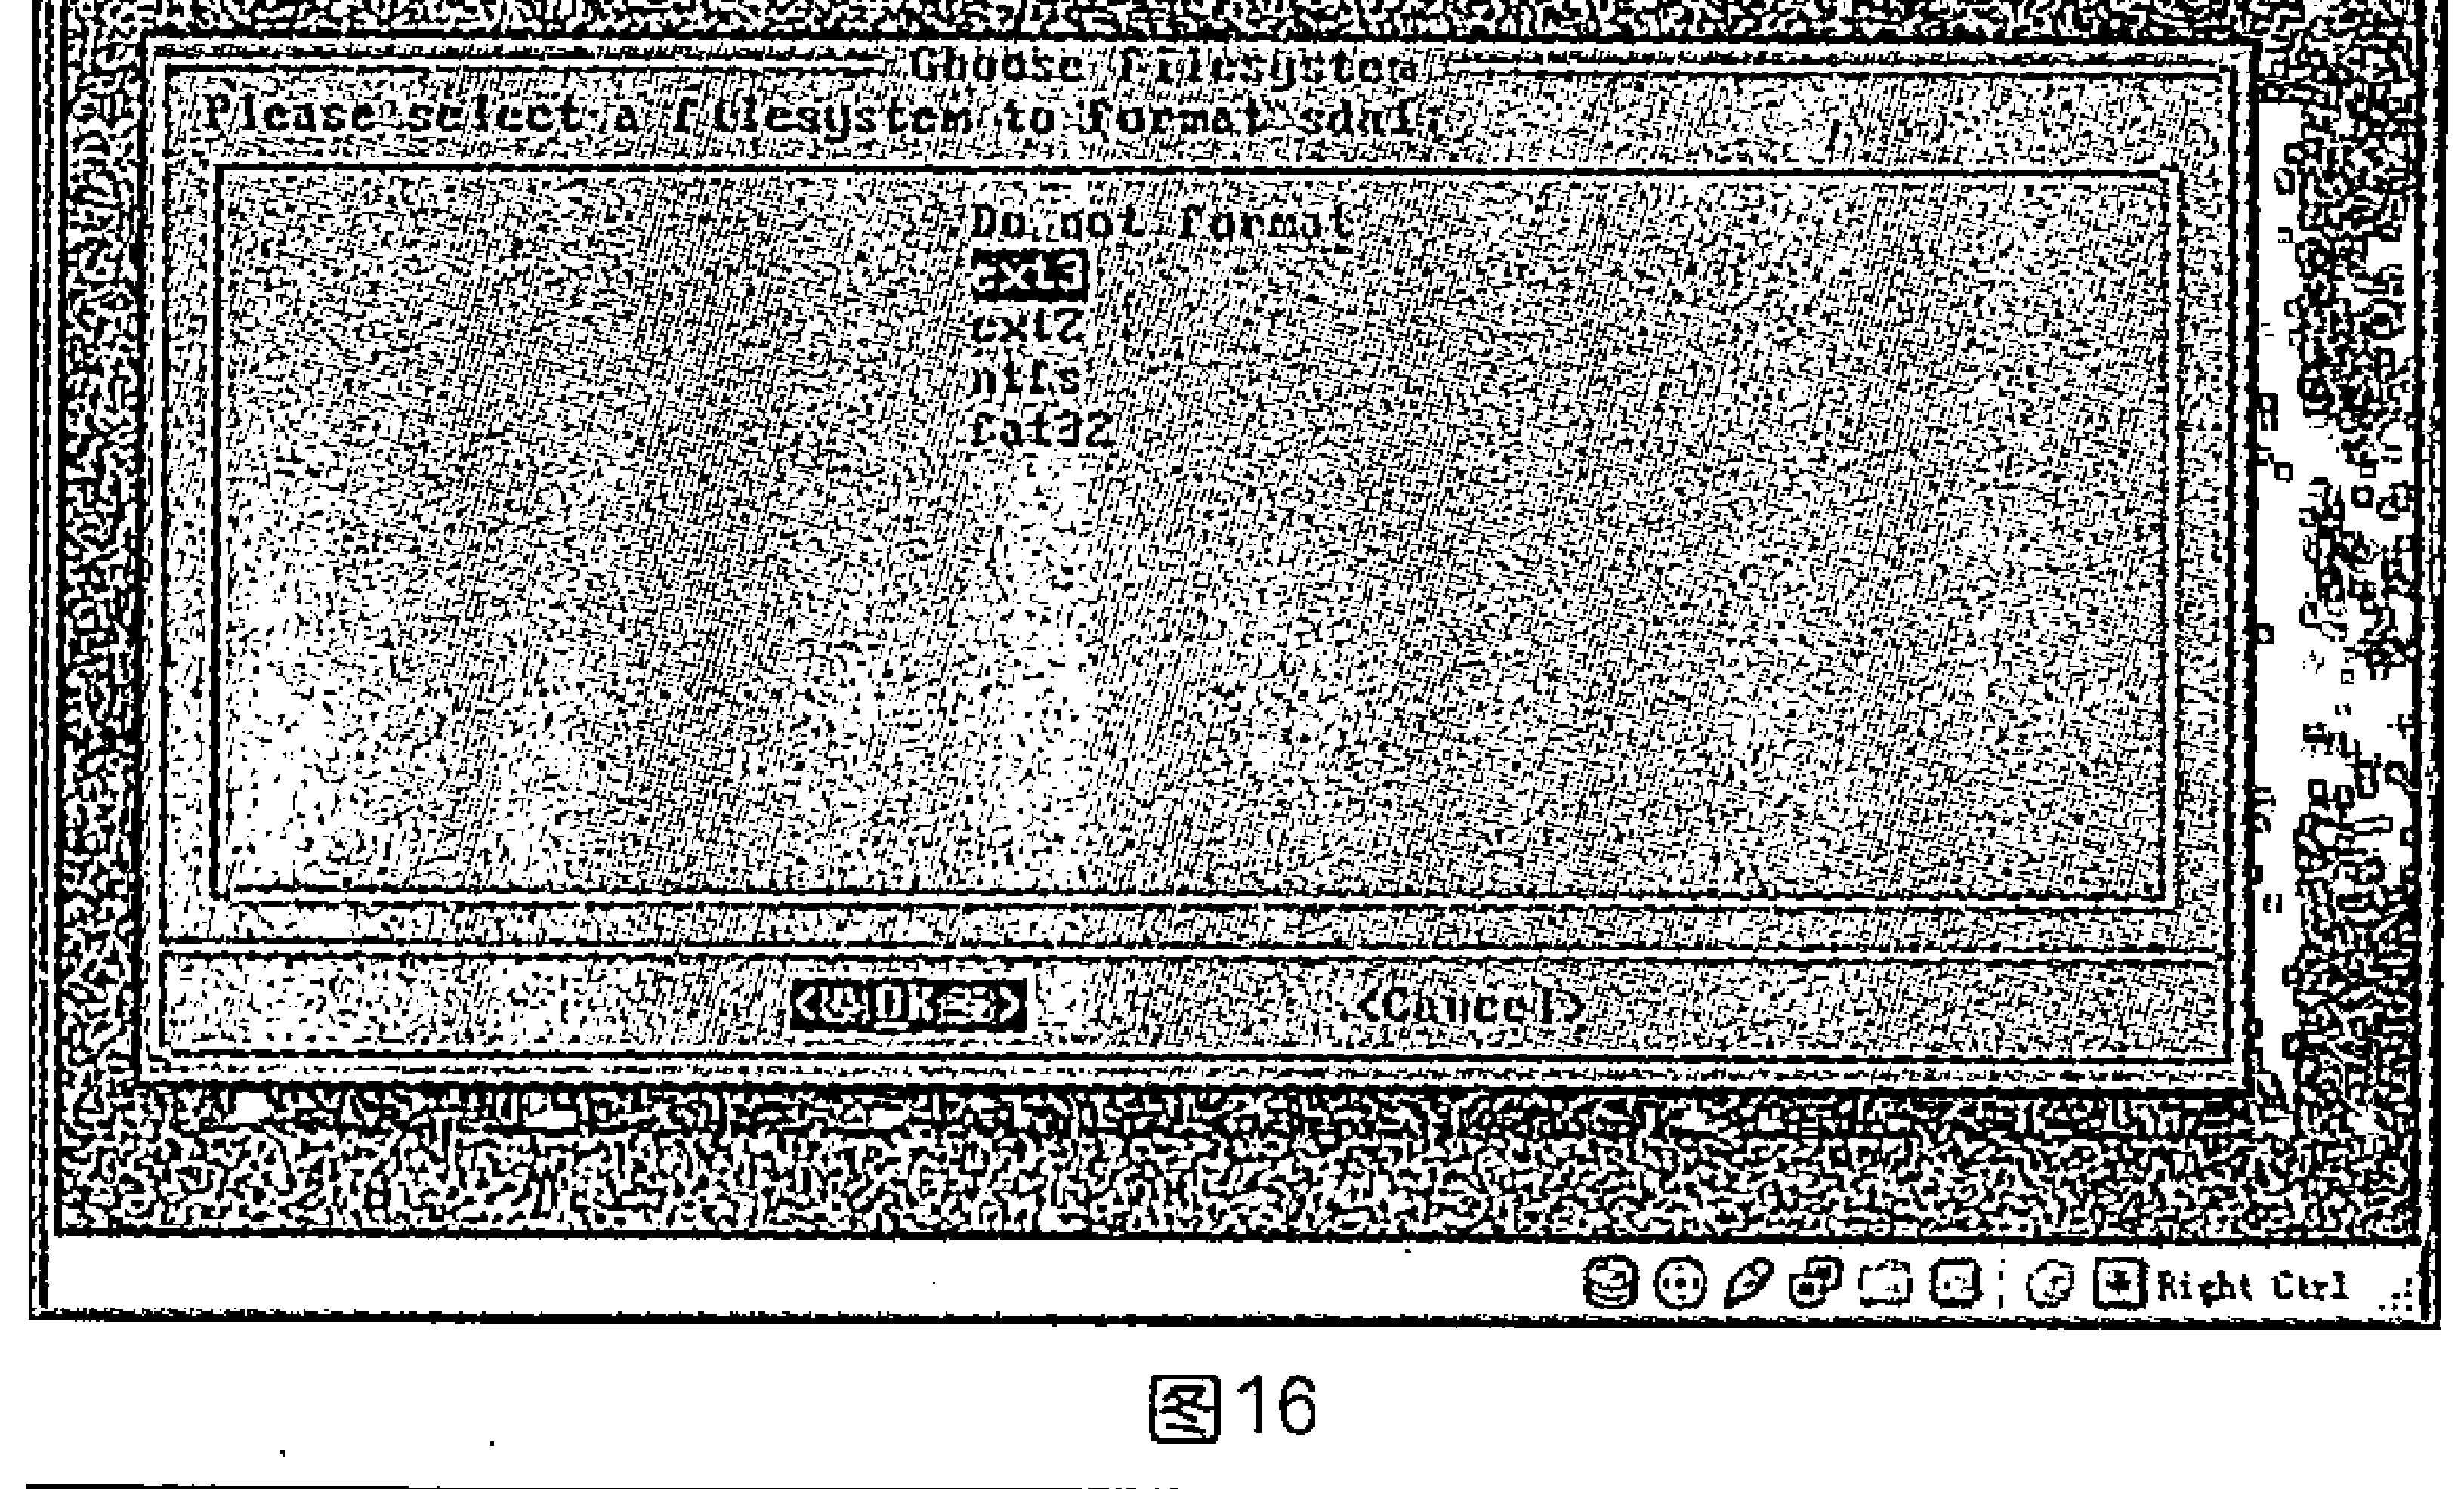 Choose filesystem
Please select a filesystem to format sda1:
Do not format
ext3
ext2
ntfs
fat32
< OK >
<Cancel>
Right Ctrl
图16